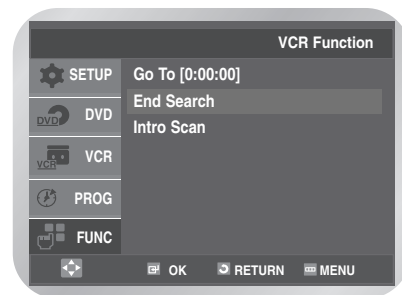 VCR Function
SETUP
DVD
DVD
VCR
VCR
PROG
FUNC
Go To [0:00:00]
End Search
Intro Scan
OK RETURN MENU